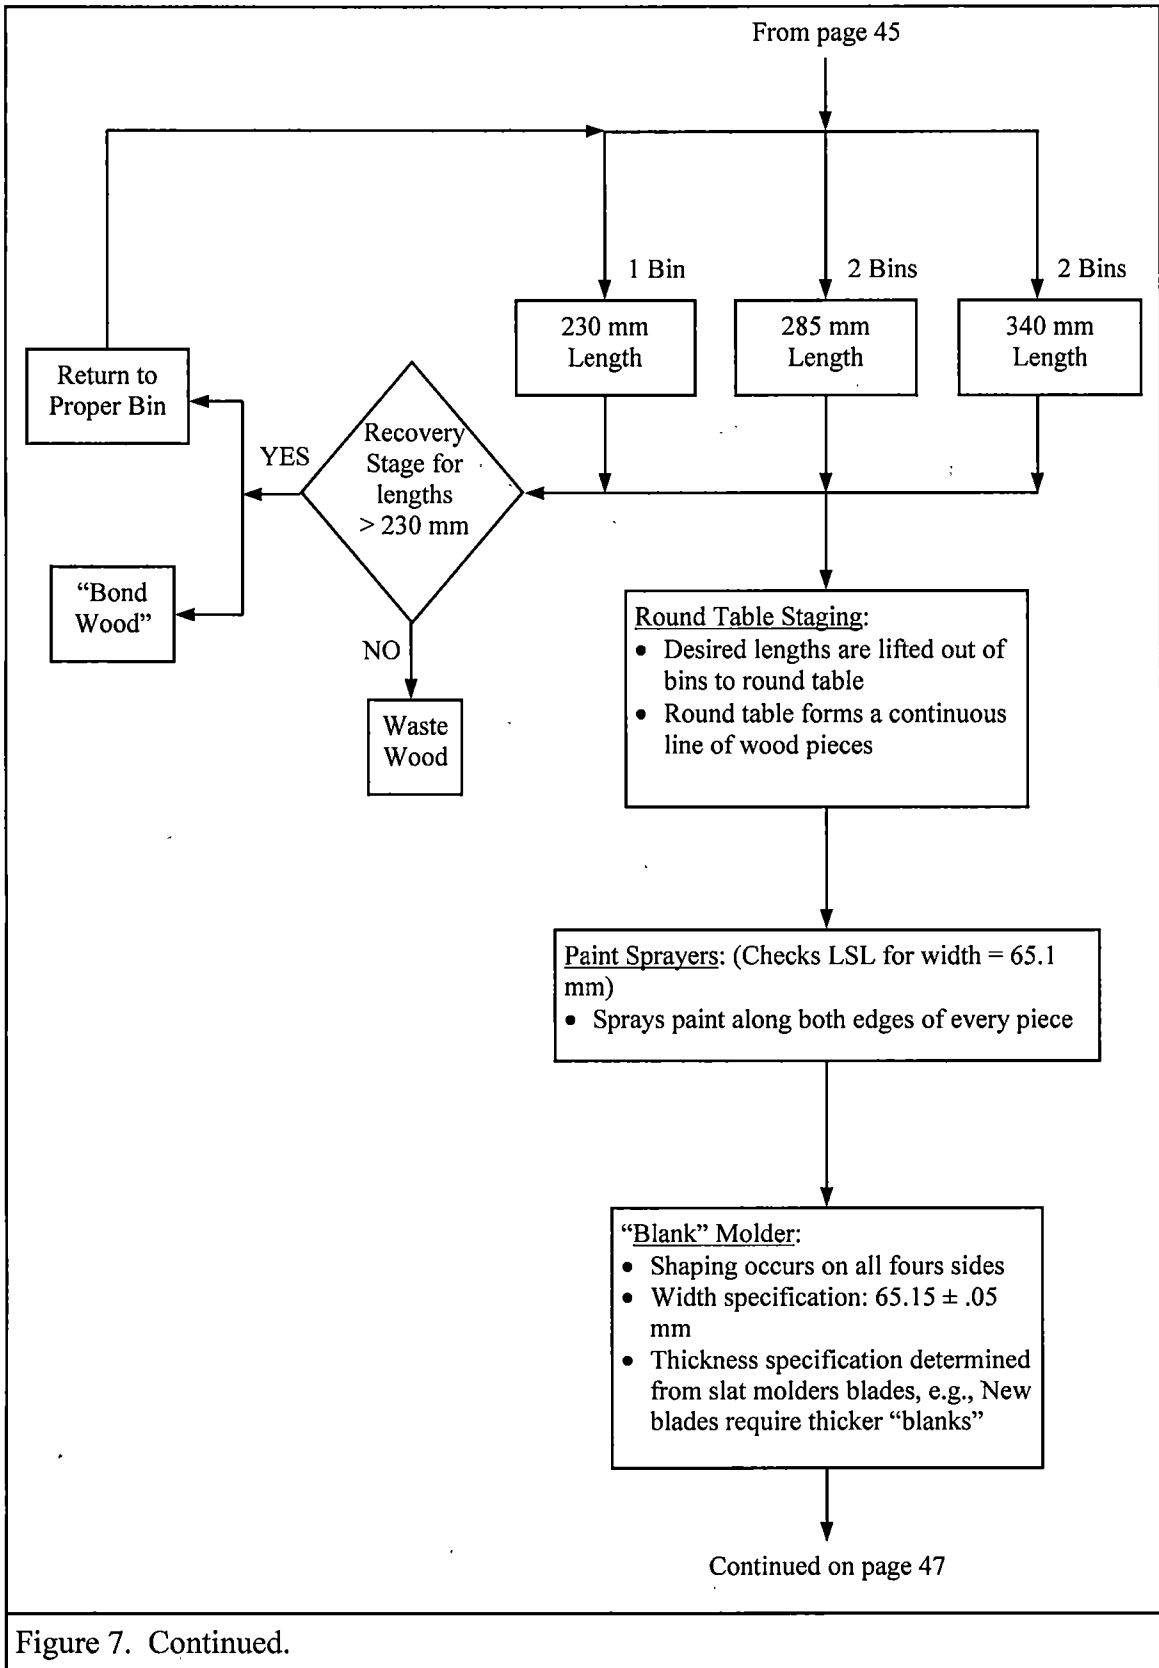 From page 45
1 Bin
2 Bins
2 Bins
230 mm
Length
285 mm
Length
340 mm
Length
Return to
Proper Bin
YES
Recovery
Stage for
lengths
> 230 mm
“Bond
Wood”
NO
Waste
Wood
Round Table Staging:
• Desired lengths are lifted out of
bins to round table
• Round table forms a continuous
line of wood pieces
Paint Sprayers: (Checks LSL for width = 65.1
mm)
• Sprays paint along both edges of every piece
“Blank” Molder:
• Shaping occurs on all fours sides
• Width specification: 65.15 ± .05
mm
• Thickness specification determined
from slat molders blades, e.g., New
blades require thicker “blanks”
Continued on page 47
Figure 7. Continued.